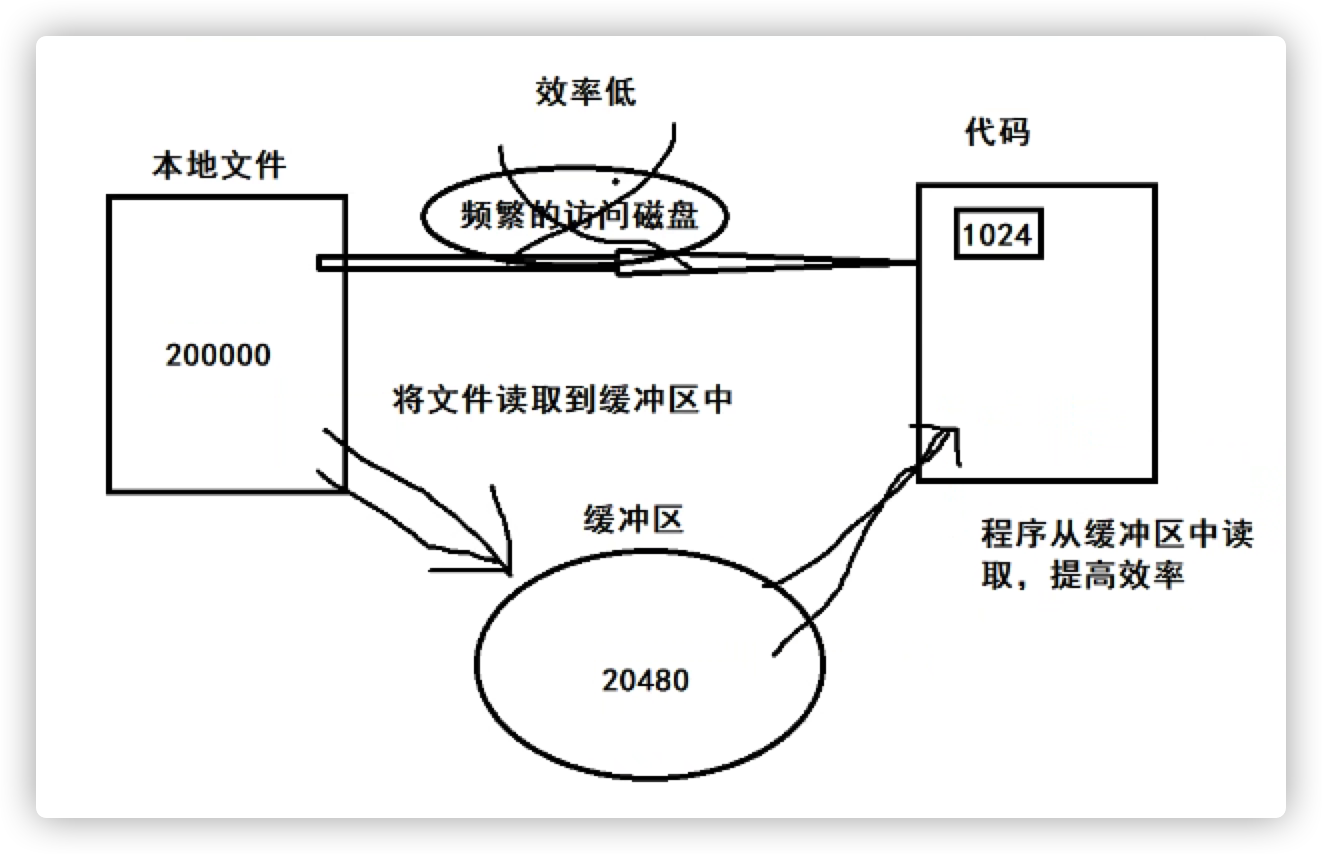 效率低
代码
本地文件
频繁的访问磁盘
1024
200000
将文件读取到缓冲区中
缓冲区
程序从缓冲区中读
取，提高效率
20480